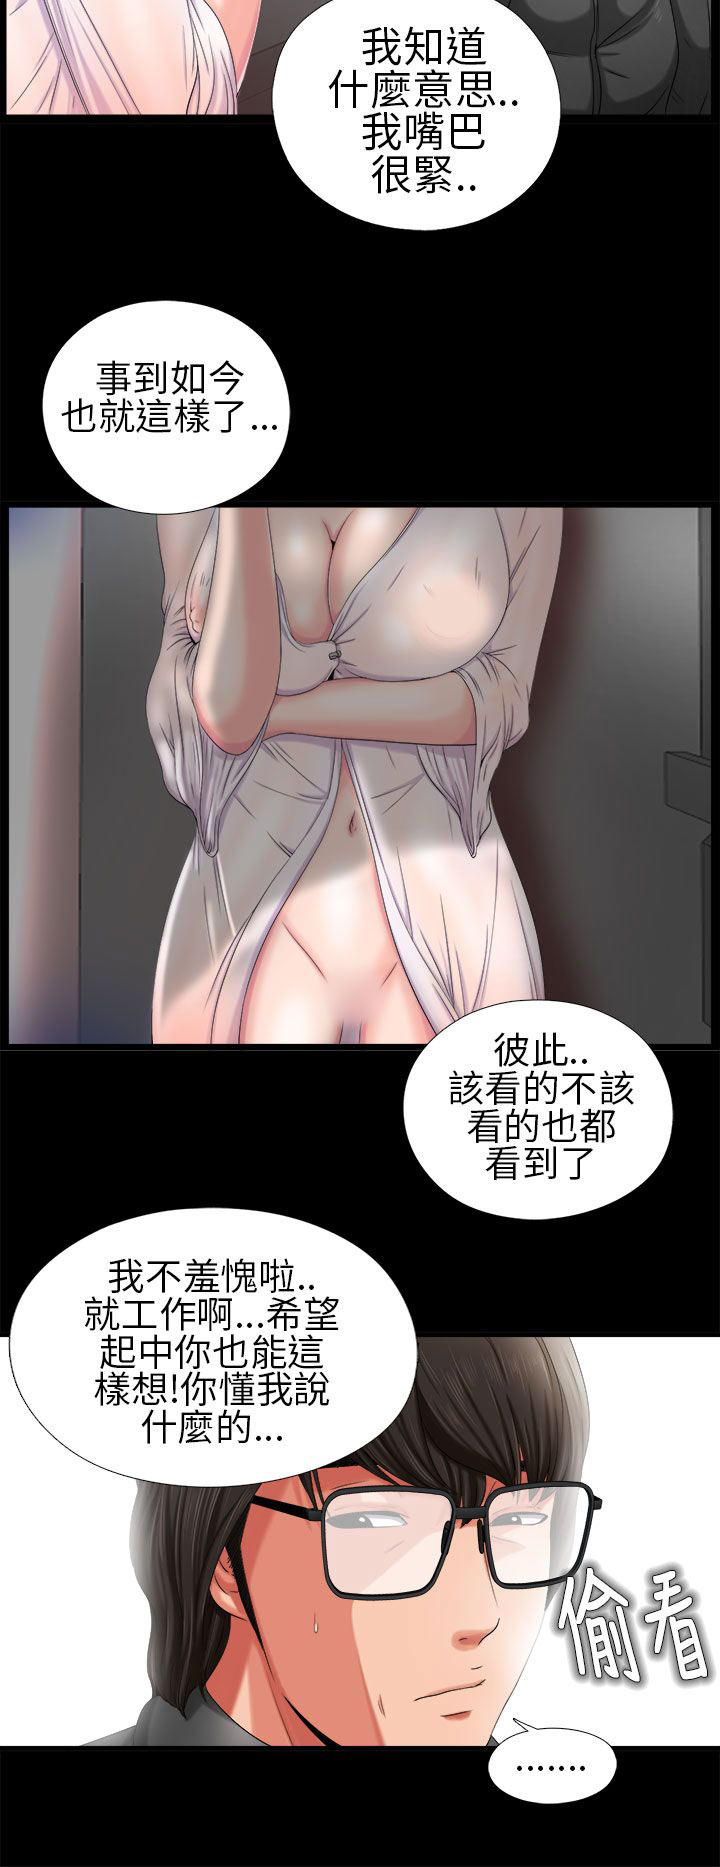 我知道
什麼意思..
我嘴巴
很緊..
事到如今
也就這樣了...
彼此..
該看的不該
看的也都
看到了
我不羞愧啦..
就工作啊...希望
起中你也能這
樣想!你懂我說
什麼的...
偷看
.......